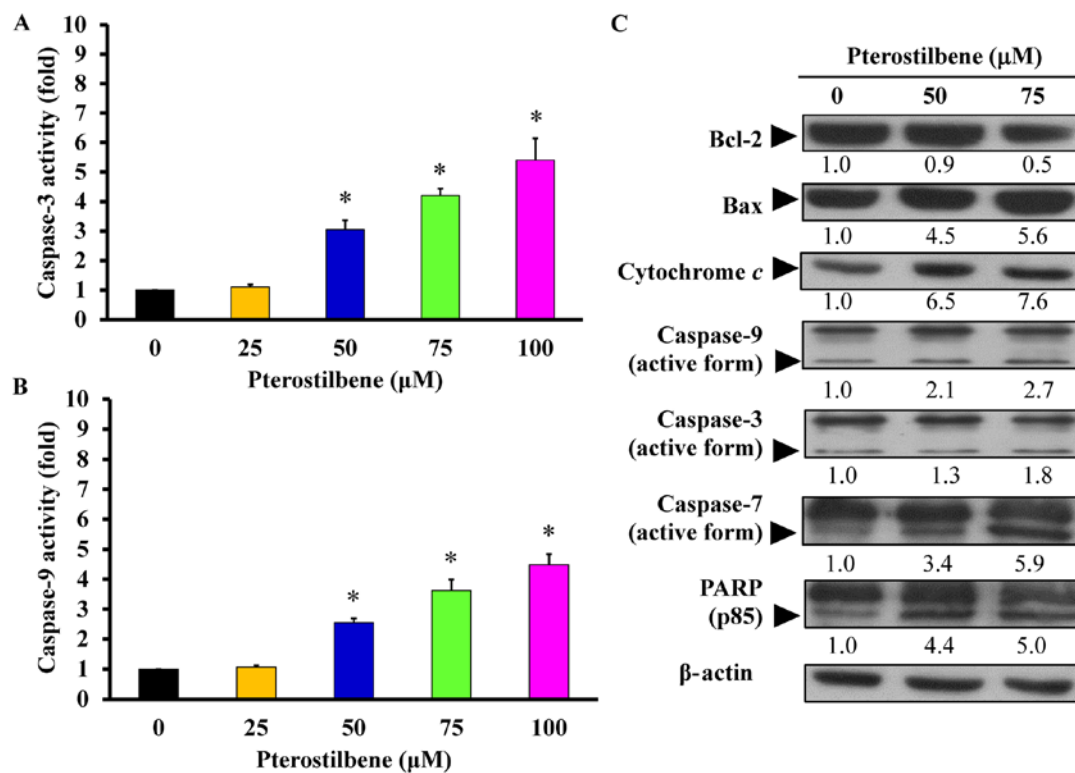 A
Caspase-3 activity (fold)
10
9
8
7
6
5
4
3
2
1
0
*
*
*
0 25 50 75 100
Pterostilbene (μM)
B
Caspase-9 activity (fold)
10
9
8
7
6
5
4
3
2
1
0
*
*
*
0 25 50 75 100
Pterostilbene (μM)
C
Pterostilbene (μM)
0 50 75
Bcl-2
1.0 0.9 0.5
Bax
1.0 4.5 5.6
Cytochrome c
1.0 6.5 7.6
Caspase-9
(active form)
1.0 2.1 2.7
Caspase-3
(active form)
1.0 1.3 1.8
Caspase-7
(active form)
1.0 3.4 5.9
PARP
(p85)
1.0 4.4 5.0
β-actin